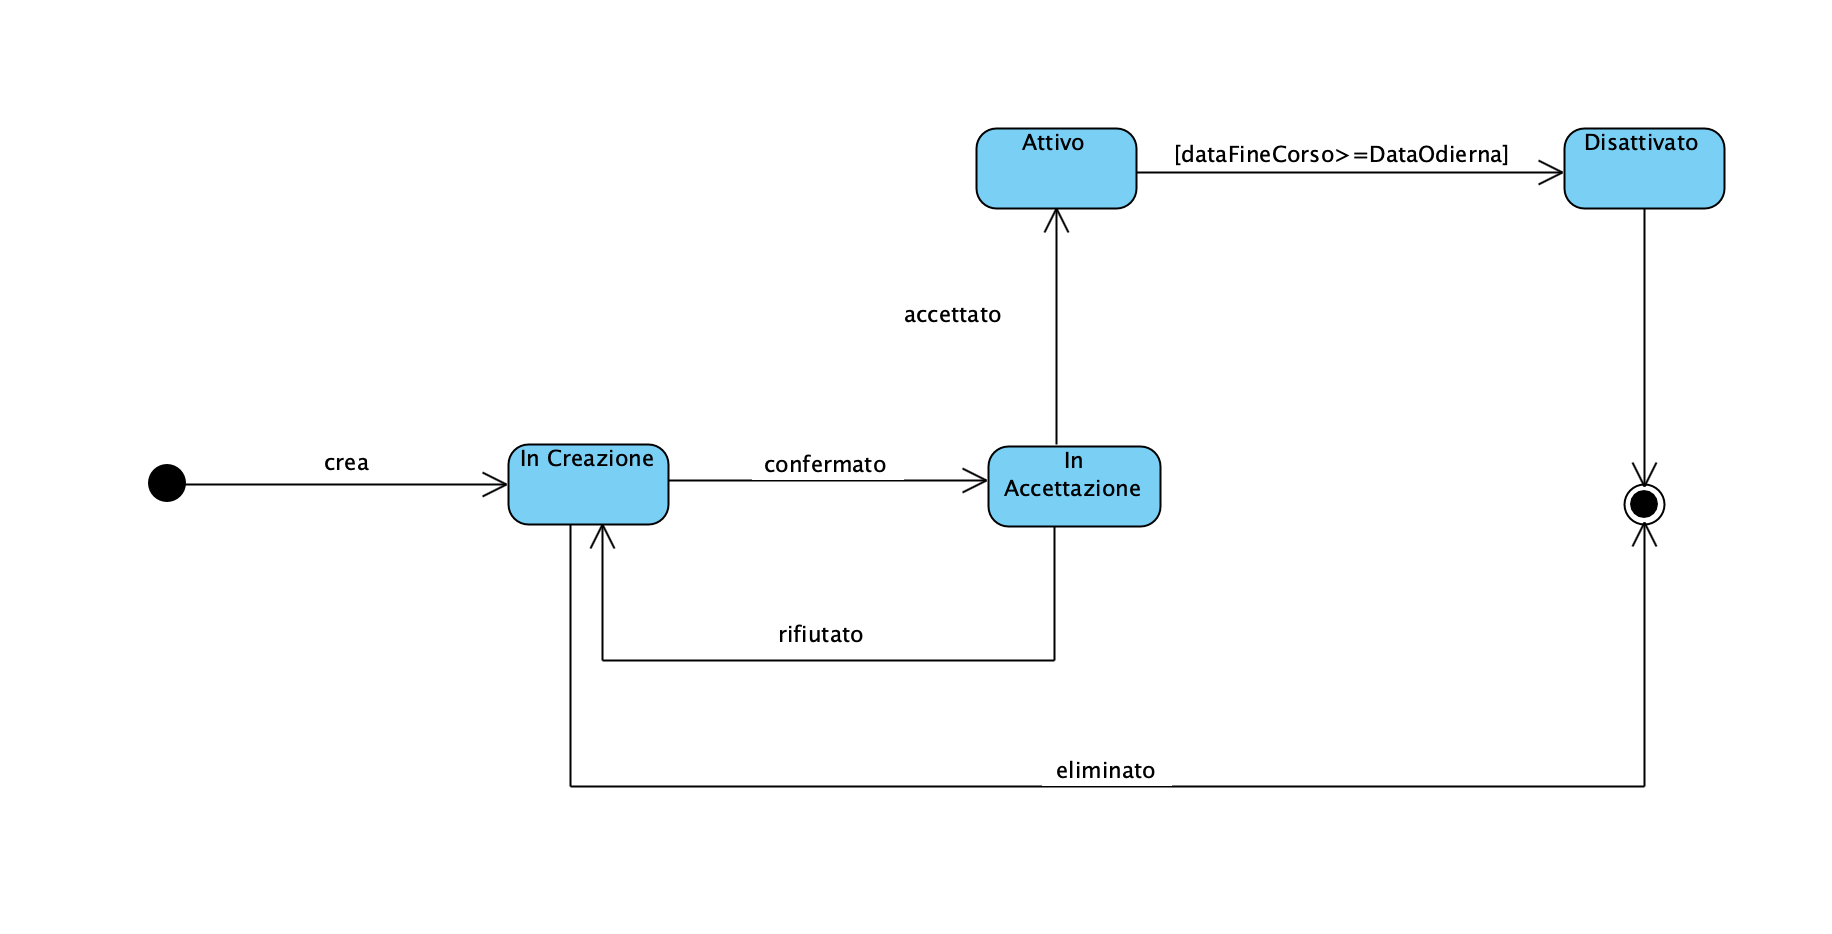 Attivo
[dataFineCorso>=DataOdierna]
Disattivato
accettato
crea
In Creazione
confermato
In
Accettazione
rifiutato
eliminato